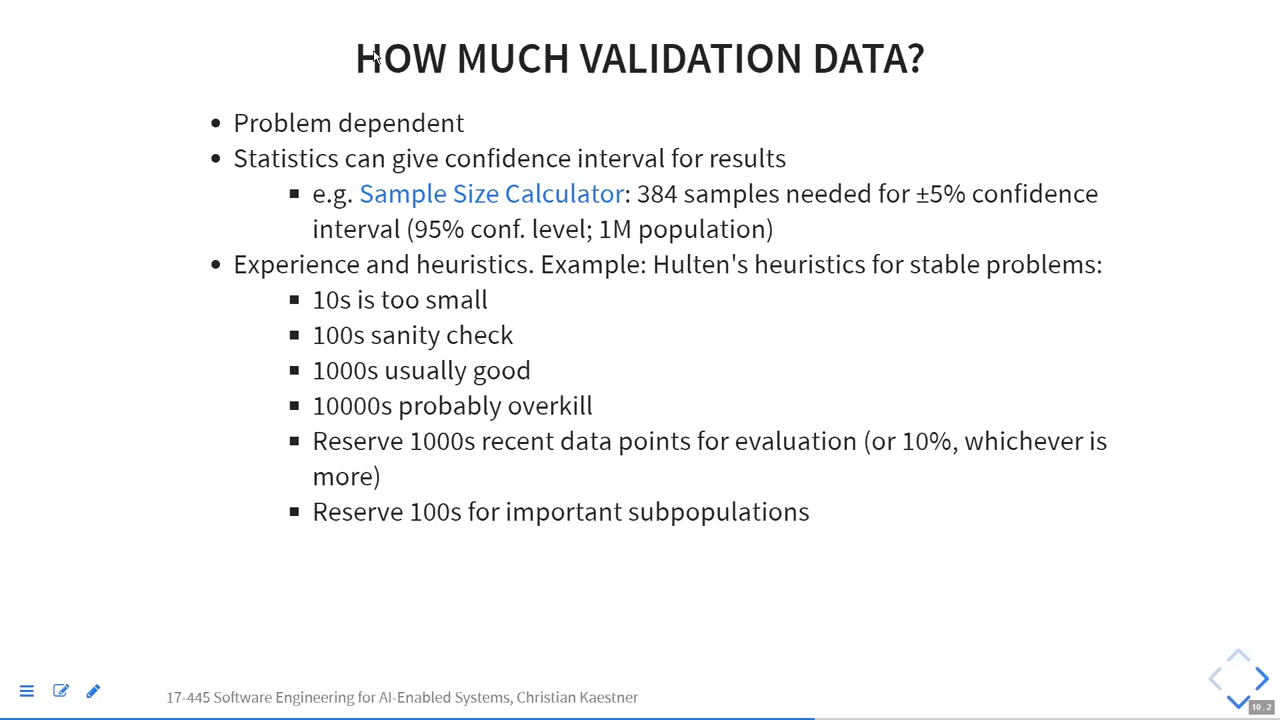 HOW MUCH VALIDATION DATA?
• Problem dependent
• Statistics can give confidence interval for results
▪ e.g. Sample Size Calculator: 384 samples needed for ±5% confidence
interval (95% conf. level; 1M population)
• Experience and heuristics. Example: Hulten's heuristics for stable problems:
▪ 10s is too small
▪ 100s sanity check
▪ 1000s usually good
▪ 10000s probably overkill
▪ Reserve 1000s recent data points for evaluation (or 10%, whichever is
more)
▪ Reserve 100s for important subpopulations
17-445 Software Engineering for AI-Enabled Systems, Christian Kaestner
10.2